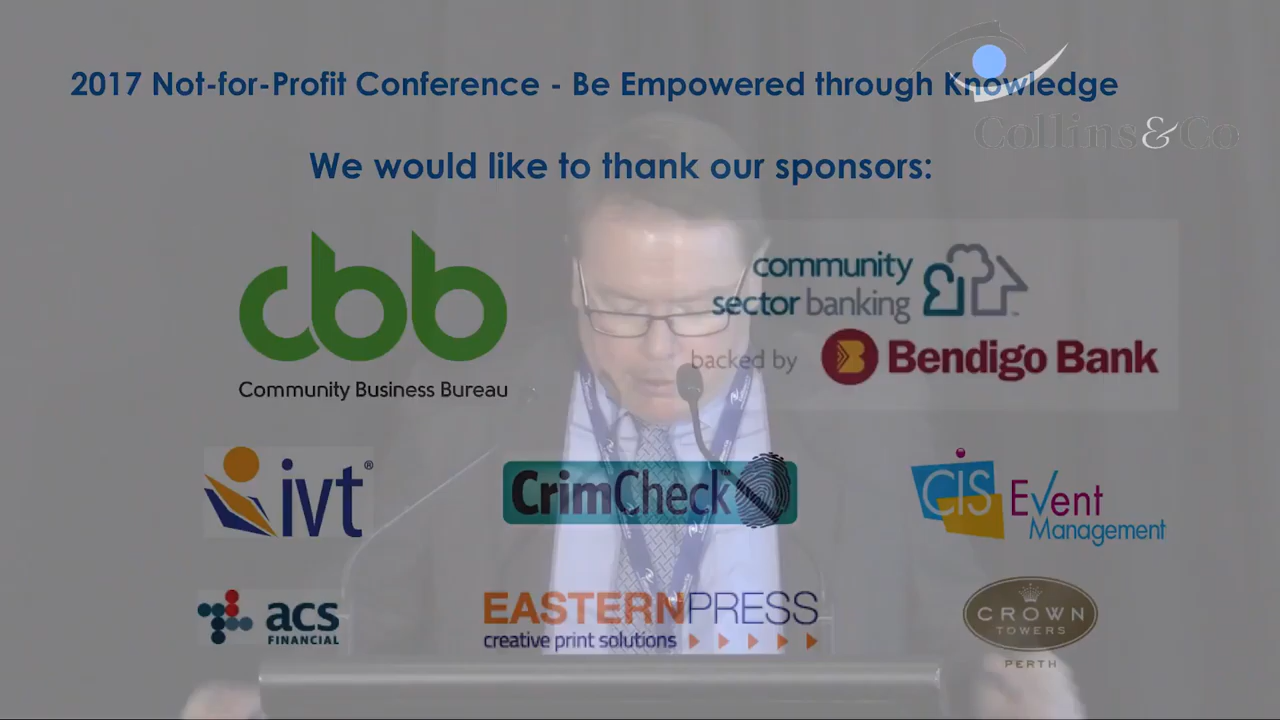 2017 Not-for-Profit Conference - Be Empowered through Knowledge
Collins&Co
We would like to thank our sponsors:
cbb
Community Business Bureau
community
sector banking
™
backed by Bendigo Bank
ivt®
CrimCheck™
CIS Event
Management
acs
FINANCIAL
EASTERNPRESS
creative print solutions
CROWN
TOWERS
PERTH